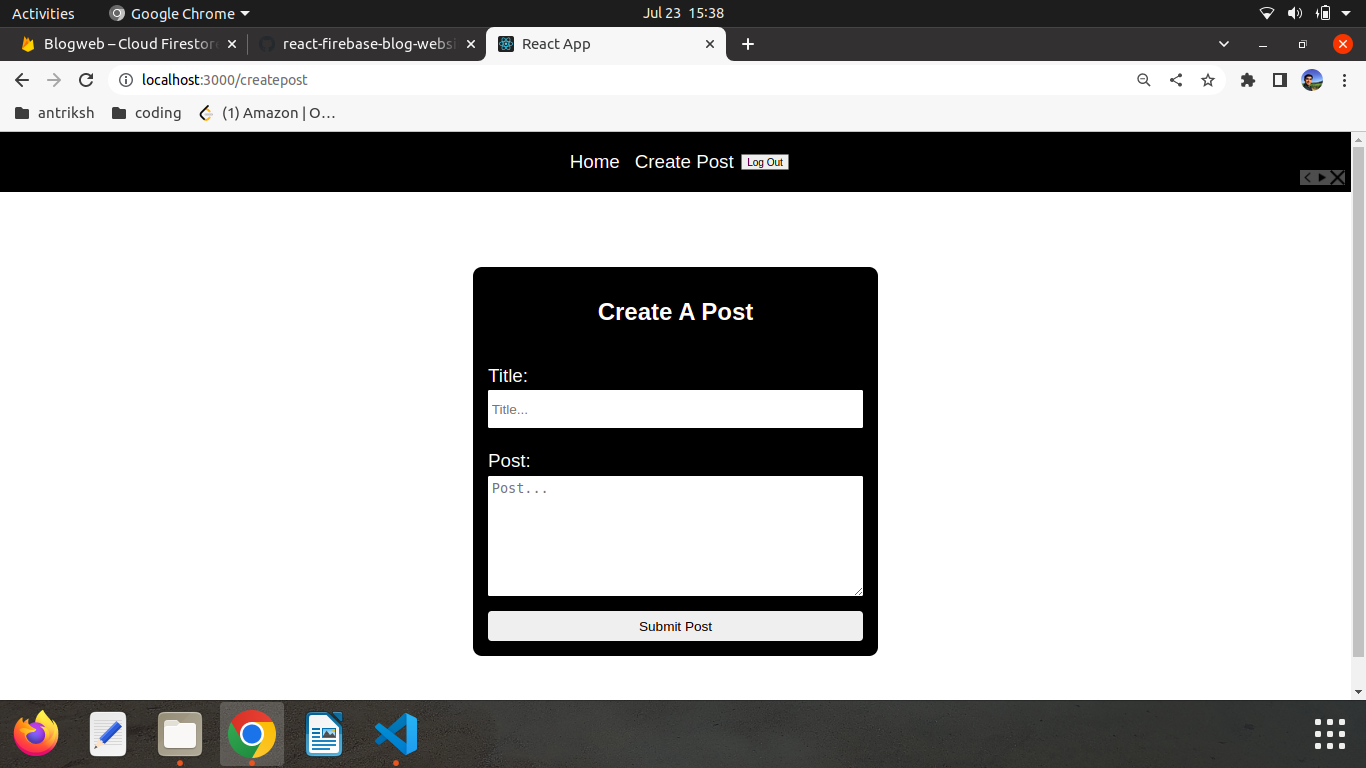 Activities Google Chrome Jul 23 15:38
Blogweb – Cloud Firestore react-firebase-blog-websi React App
localhost:3000/createpost
antriksh coding (1) Amazon | O…
Home Create Post Log Out
Create A Post
Title:
Title...
Post:
Post...
Submit Post